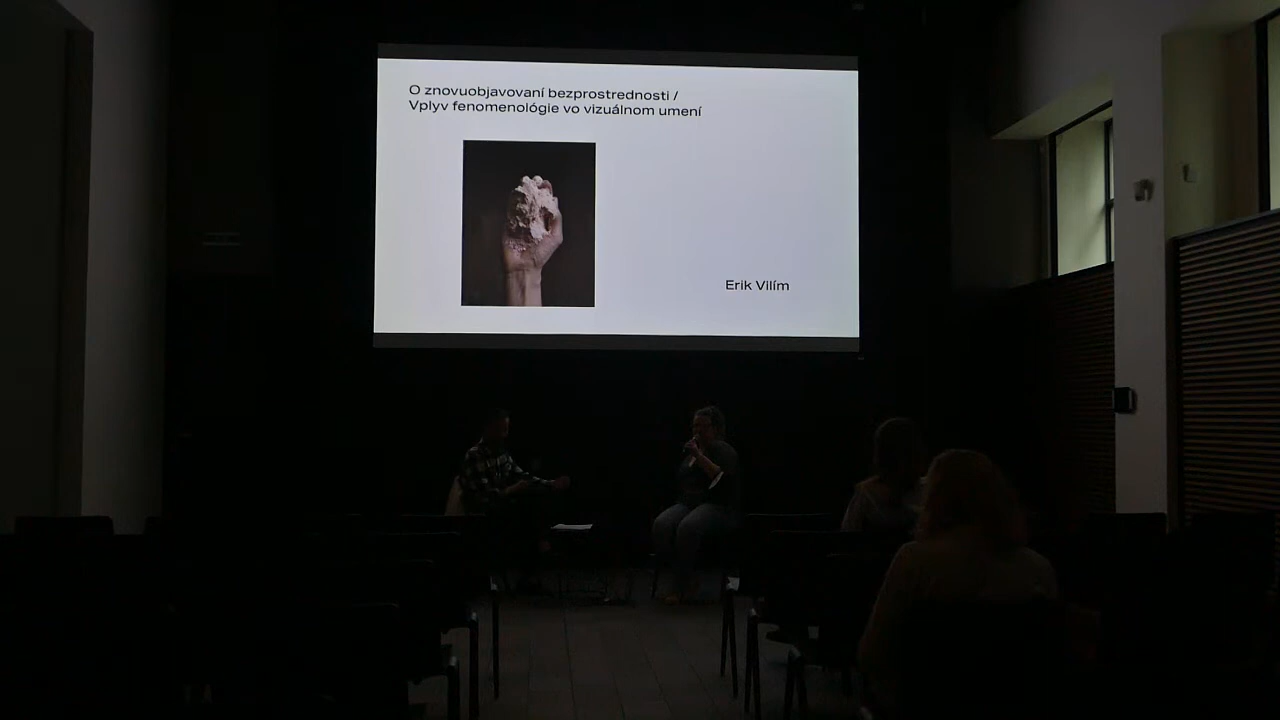 O znovuobjavovaní bezprostrednosti /
Vplyv fenomenológie vo vizuálnom umení
Erik Vilím